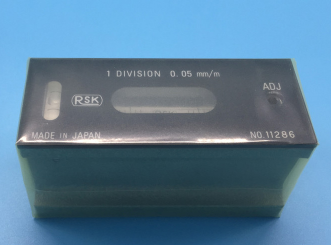 1 DIVISION 0.05 mm/m
RSK
ADJ
MADE IN JAPAN
NO.11286